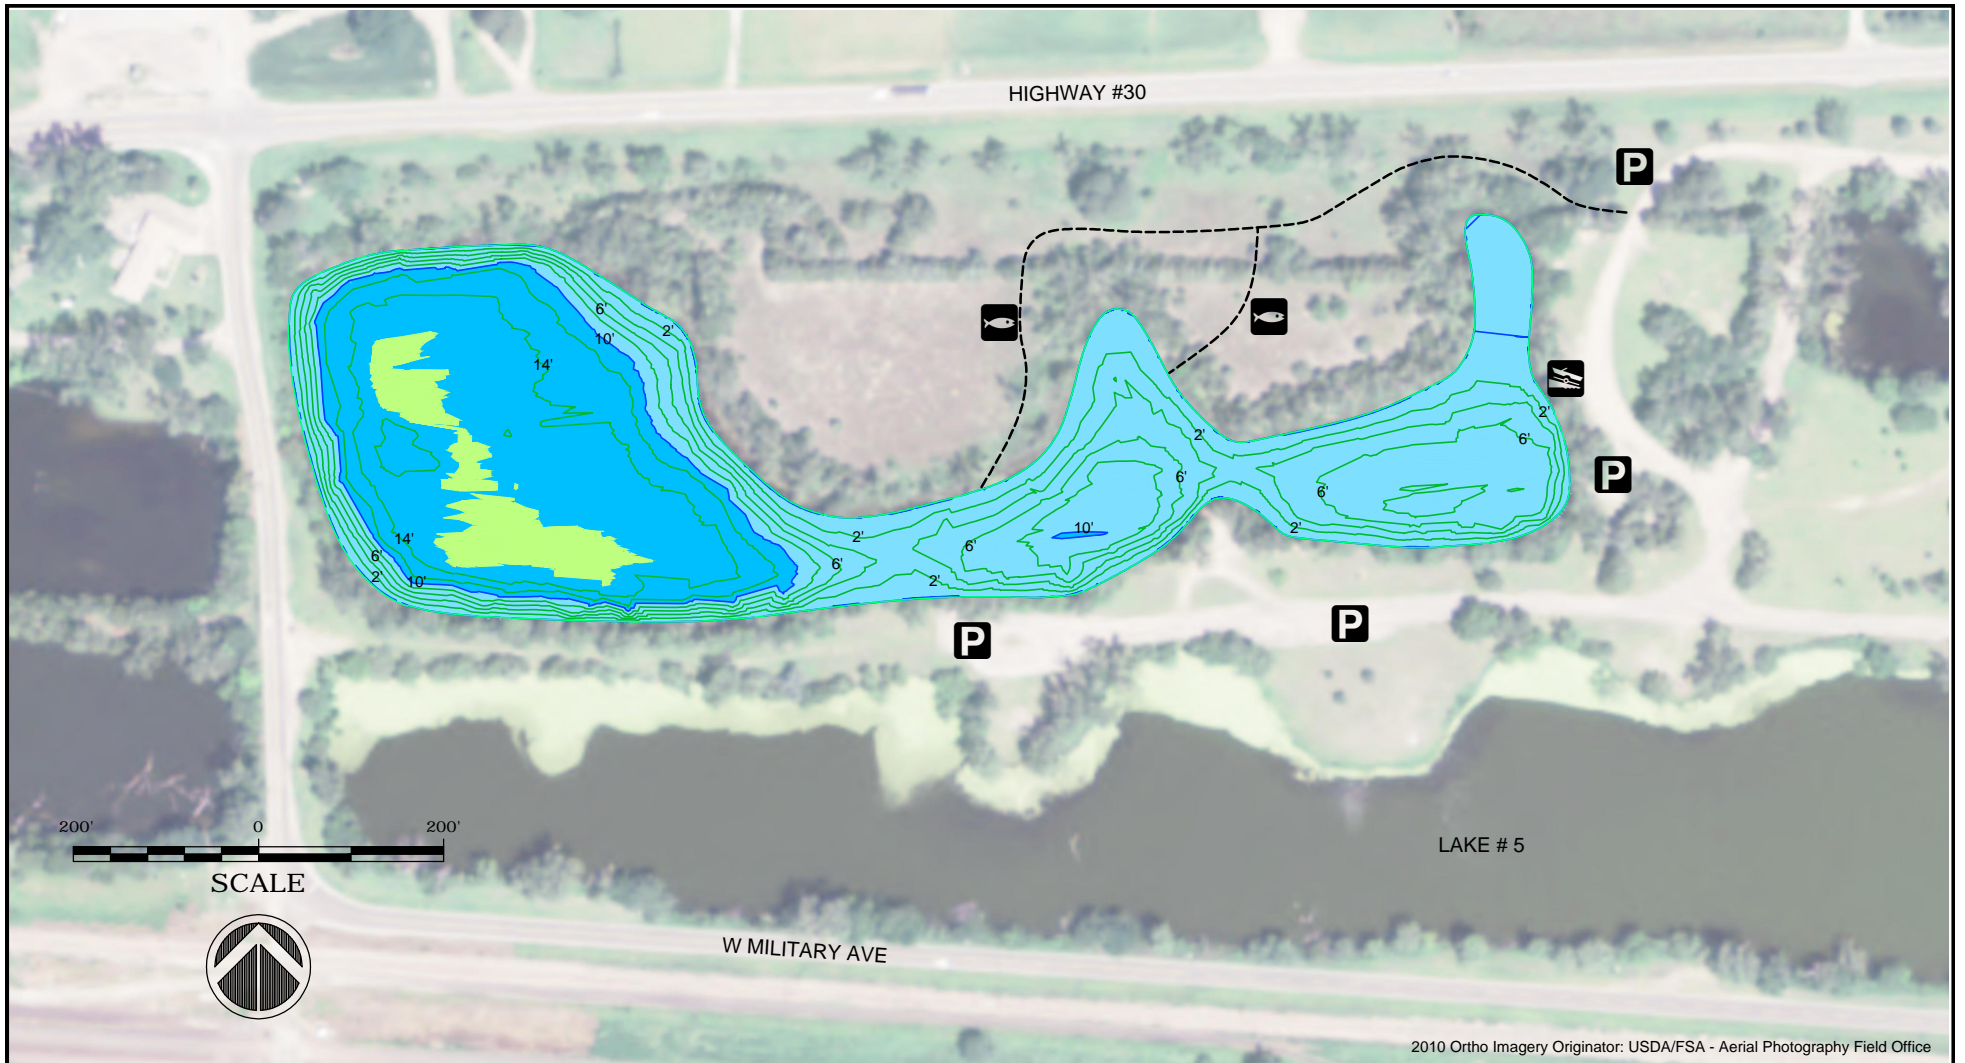 HIGHWAY #30
P
6'
2'
10'
14'
2'
2'
6'
6'
6'
10'
2'
2'
P
14'
6'
6'
6'
2'
10'
2'
P
P
200' 0 200'
SCALE
LAKE # 5
W MILITARY AVE
2010 Ortho Imagery Originator: USDA/FSA - Aerial Photography Field Office